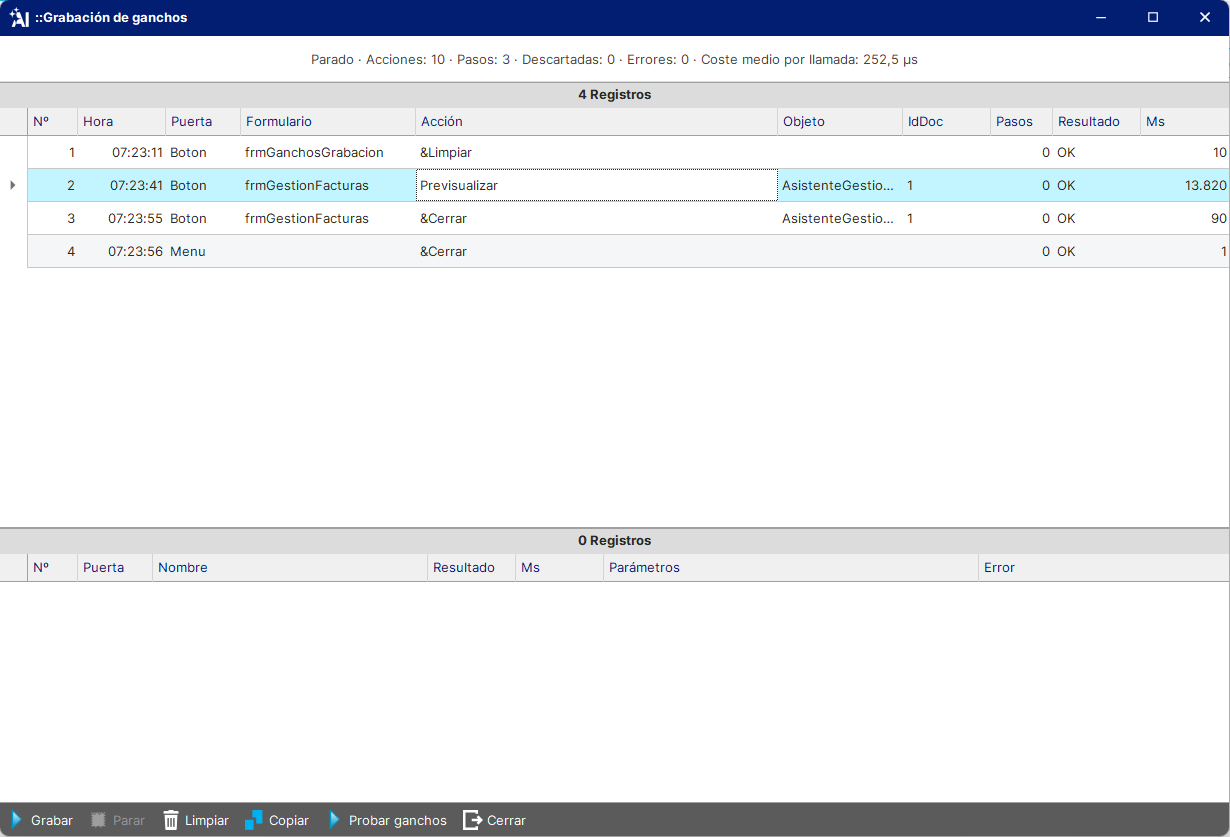 AI ::Grabación de ganchos
Parado · Acciones: 10 · Pasos: 3 · Descartadas: 0 · Errores: 0 · Coste medio por llamada: 252,5 µs
4 Registros
Nº Hora Puerta Formulario Acción Objeto IdDoc Pasos Resultado Ms
1 07:23:11 Boton frmGanchosGrabacion &Limpiar 0 OK 10
2 07:23:41 Boton frmGestionFacturas Previsualizar AsistenteGestio... 1 0 OK 13.820
3 07:23:55 Boton frmGestionFacturas &Cerrar AsistenteGestio... 1 0 OK 90
4 07:23:56 Menu &Cerrar 0 OK 1
0 Registros
Nº Puerta Nombre Resultado Ms Parámetros Error
Grabar Parar Limpiar Copiar Probar ganchos Cerrar